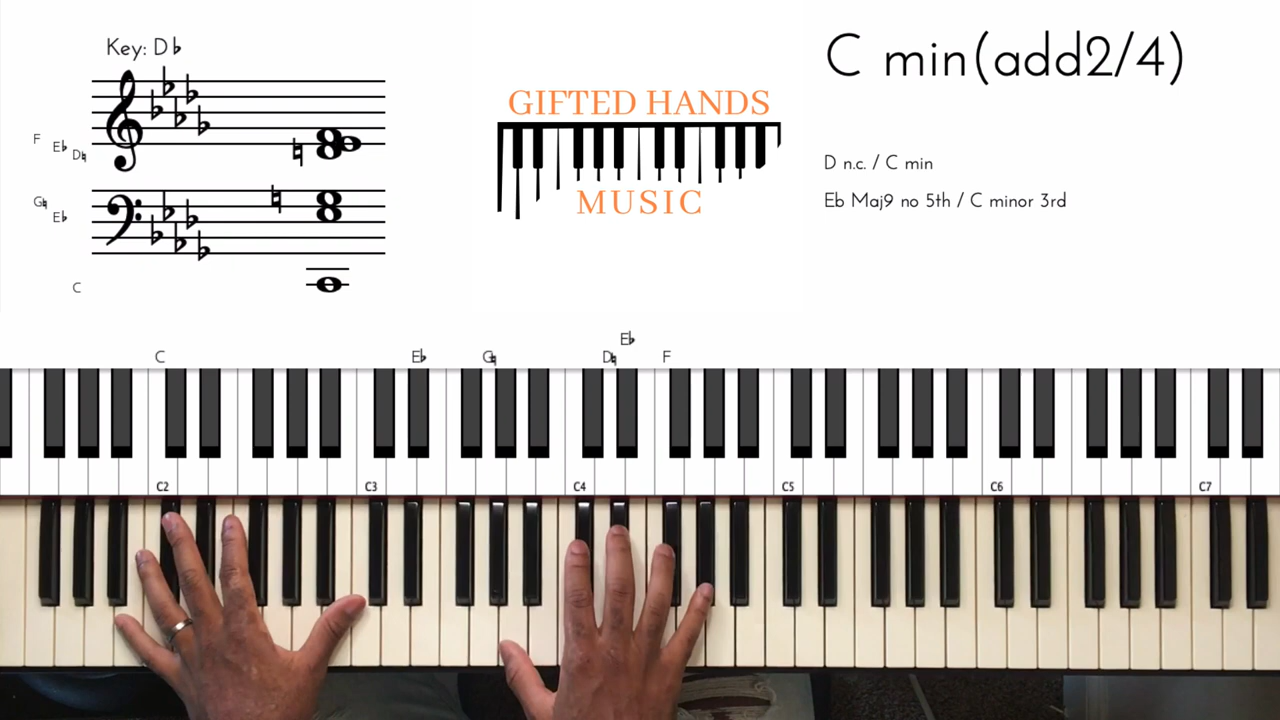 Key: D♭
C min(add2/4)
GIFTED HANDS
MUSIC
D n.c. / C min
Eb Maj9 no 5th / C minor 3rd
F
E♭
D♮
G♮
E♭
C
C
E♭
G♮
D♮
E♭
F
C2
C3
C4
C5
C6
C7